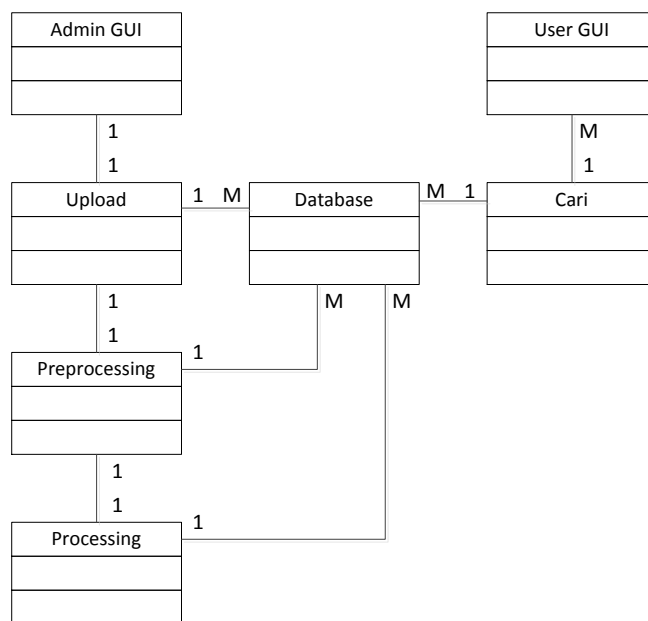 Admin GUI
User GUI
1
M
1
1
Upload
1 M
Database
M 1
Cari
1
M
M
1
1
Preprocessing
1
1
1
Processing